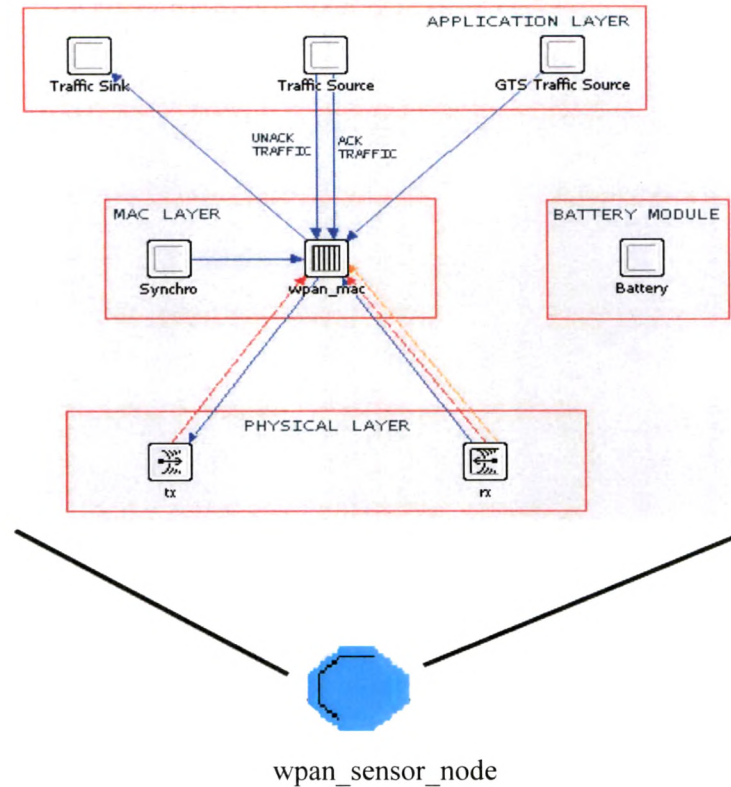 APPLICATION LAYER
Traffic Sink
Traffic Source
GTS Traffic Source
UNACK
TRAFFIC
ACK
TRAFFIC
MAC LAYER
BATTERY MODULE
Synchro
wpan_mac
Battery
PHYSICAL LAYER
tx
rx
wpan_sensor_node